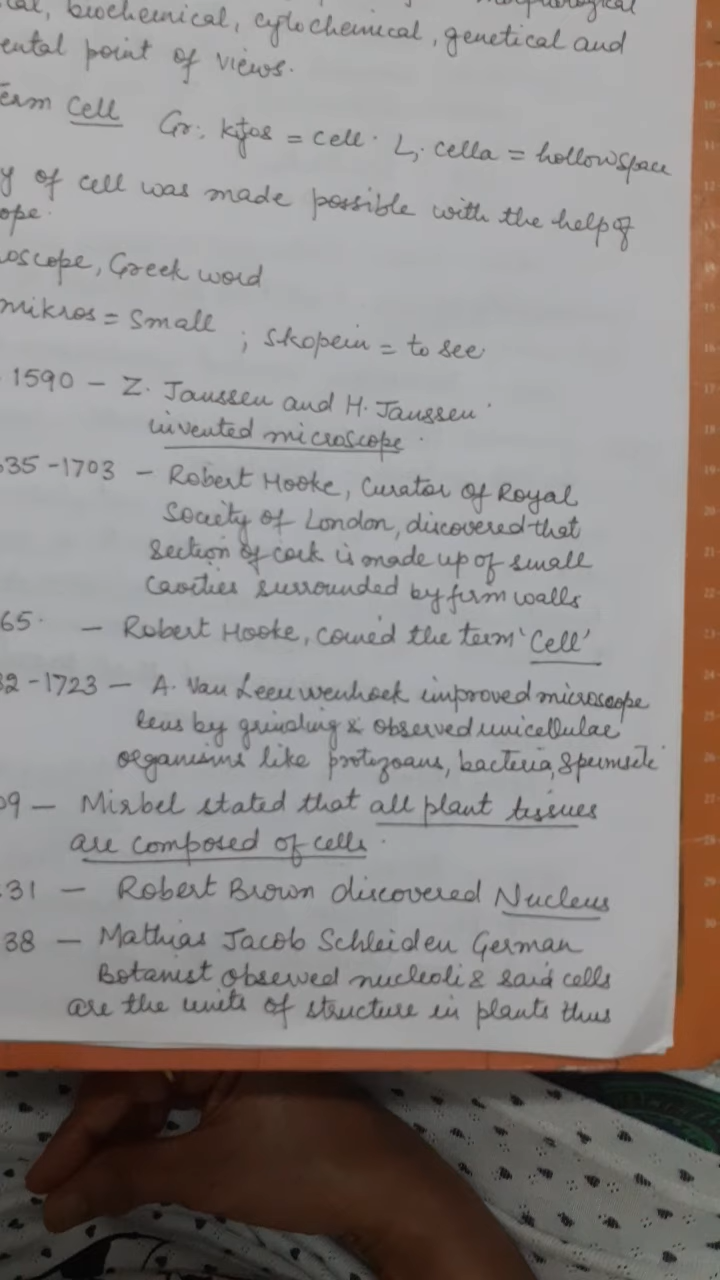 biochemical, cytochemical, genetical and
ental point of views.
erm Cell Gr; kytos = cell. L; cella = hollow space
y of cell was made possible with the help of
ope.
oscope, Greek word
mikros = small ; skopein = to see
1590 - Z. Janssen and H. Janssen
invented microscope.
35-1703 - Robert Hooke, Curator of Royal
Society of London, discovered that
section of cork is made up of small
cavities surrounded by firm walls
65. - Robert Hooke, coined the term 'Cell'
32-1723 - A. Van Leeuwenhoek improved microscope
lens by grinding & observed unicellular
organisms like protozoans, bacteria,
09 - Mirbel stated that all plant tissues
are composed of cells.
31 - Robert Brown discovered Nucleus
38 - Mathias Jacob Schleiden German
Botanist observed nucleoli & said cells
are the units of structure in plants thus